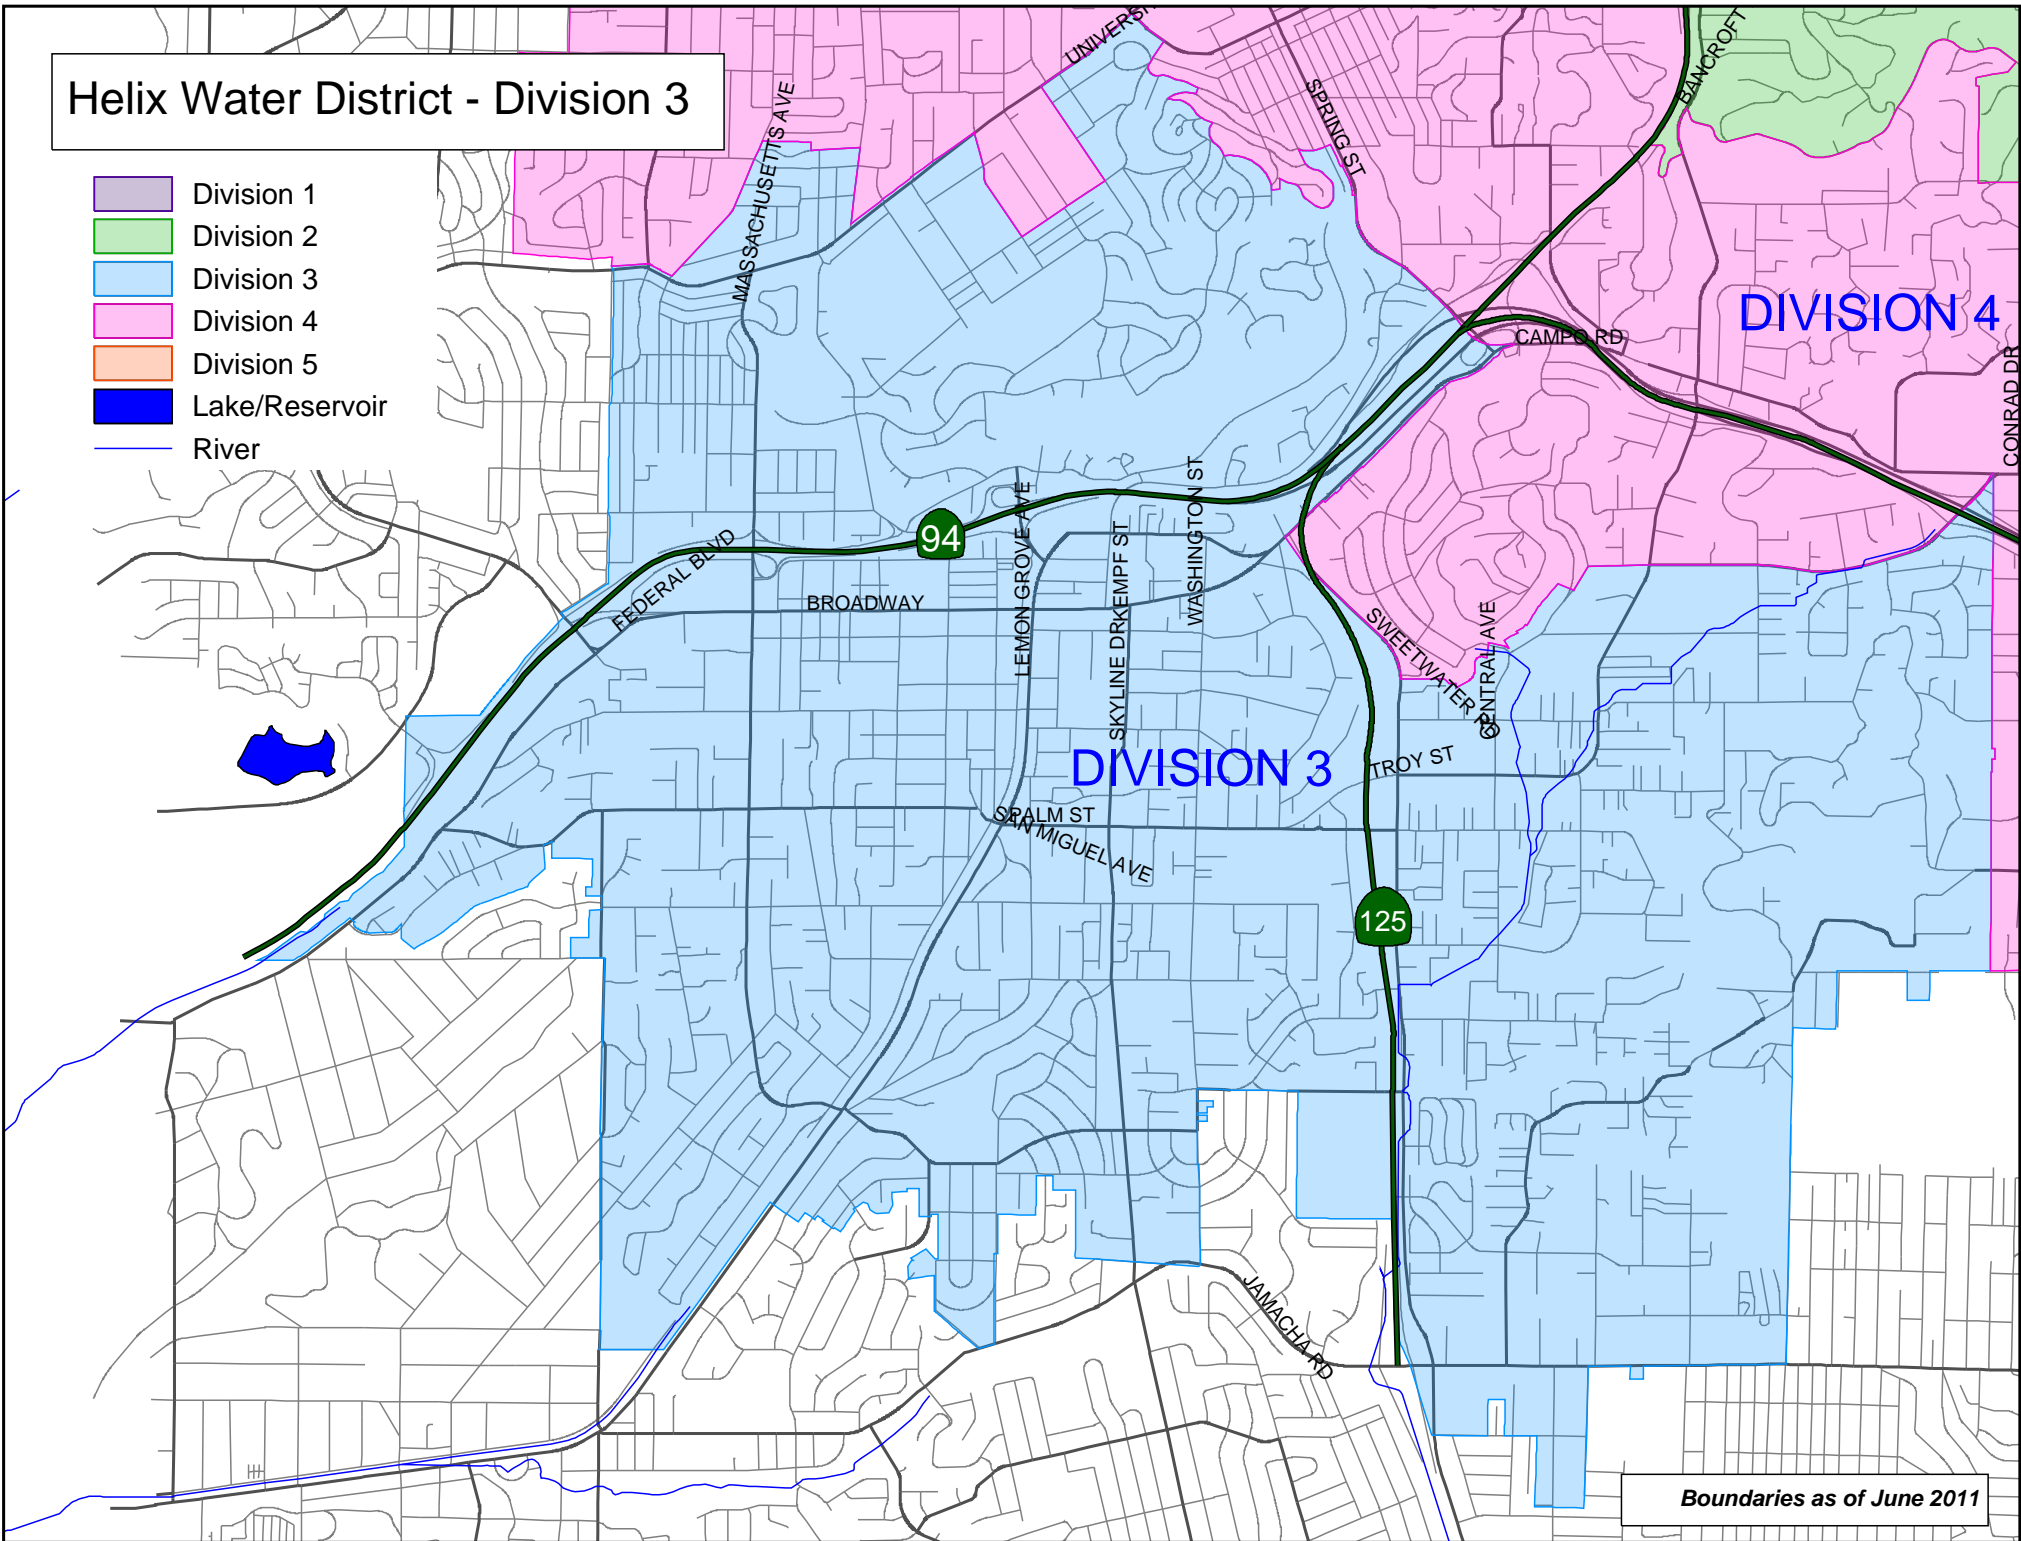 Helix Water District - Division 3
Division 1
Division 2
Division 3
Division 4
Division 5
Lake/Reservoir
River
MASSACHUSETTS AVE
SPRING ST
BANCROFT
DIVISION 4
CAMPO RD
CONRAD DR
94
FEDERAL BLVD
BROADWAY
LEMON GROVE AVE
KEMPF ST
SKYLINE DR
WASHINGTON ST
SWEETWATER RD
CENTRAL AVE
DIVISION 3
TROY ST
PALM ST
SAN MIGUEL AVE
125
JAMACHA RD
Boundaries as of June 2011